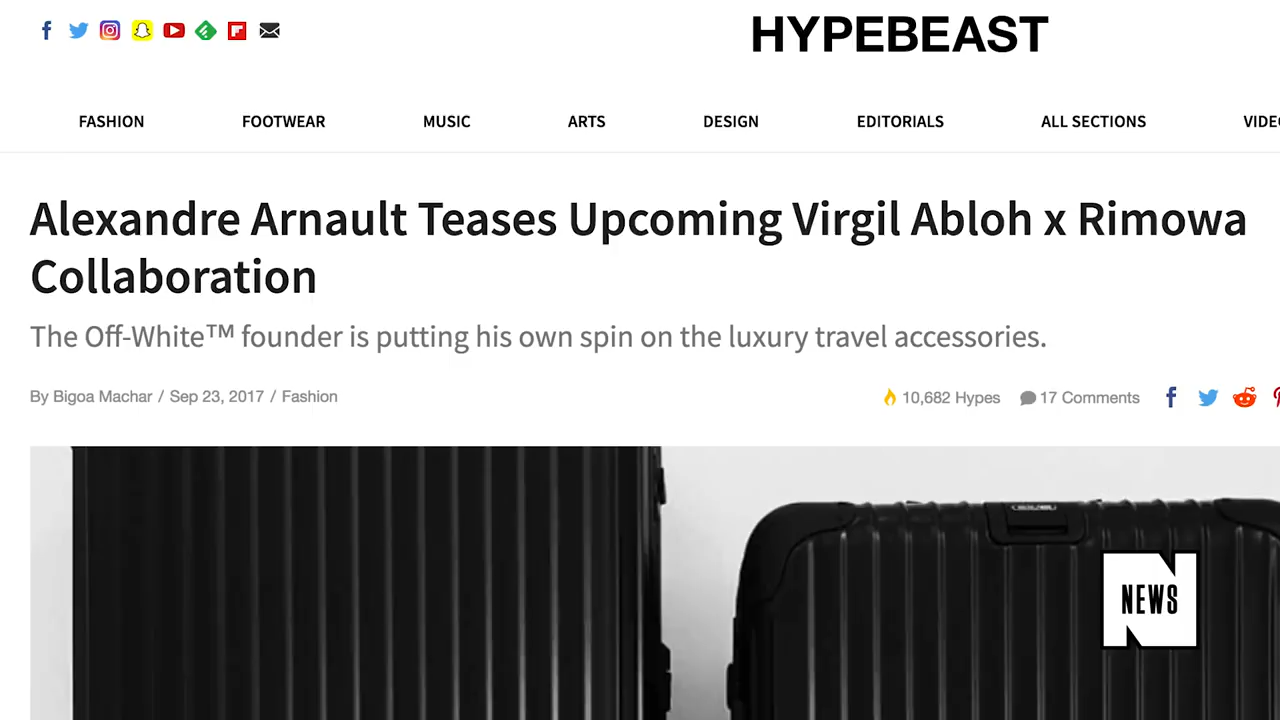 HYPEBEAST
FASHION FOOTWEAR MUSIC ARTS DESIGN EDITORIALS ALL SECTIONS VIDE
Alexandre Arnault Teases Upcoming Virgil Abloh x Rimowa
Collaboration
The Off-White™ founder is putting his own spin on the luxury travel accessories.
By Bigoa Machar / Sep 23, 2017 / Fashion 10,682 Hypes 17 Comments
NEWS